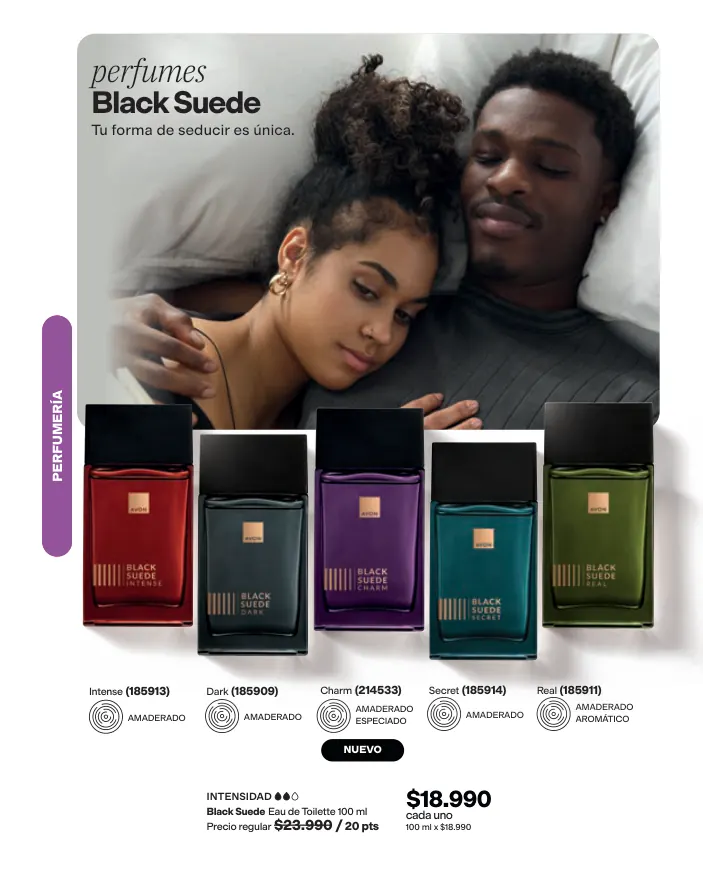 perfumes
Black Suede
Tu forma de seducir es única.
PERFUMERÍA
AVON
BLACK
SUEDE
INTENSE
AVON
BLACK
SUEDE
DARK
AVON
BLACK
SUEDE
CHARM
AVON
BLACK
SUEDE
SECRET
AVON
BLACK
SUEDE
REAL
Intense (185913)
AMADERADO
Dark (185909)
AMADERADO
Charm (214533)
AMADERADO
ESPECIADO
NUEVO
Secret (185914)
AMADERADO
Real (185911)
AMADERADO
AROMÁTICO
INTENSIDAD
Black Suede Eau de Toilette 100 ml
Precio regular $23.990 / 20 pts
$18.990
cada uno
100 ml x $18.990